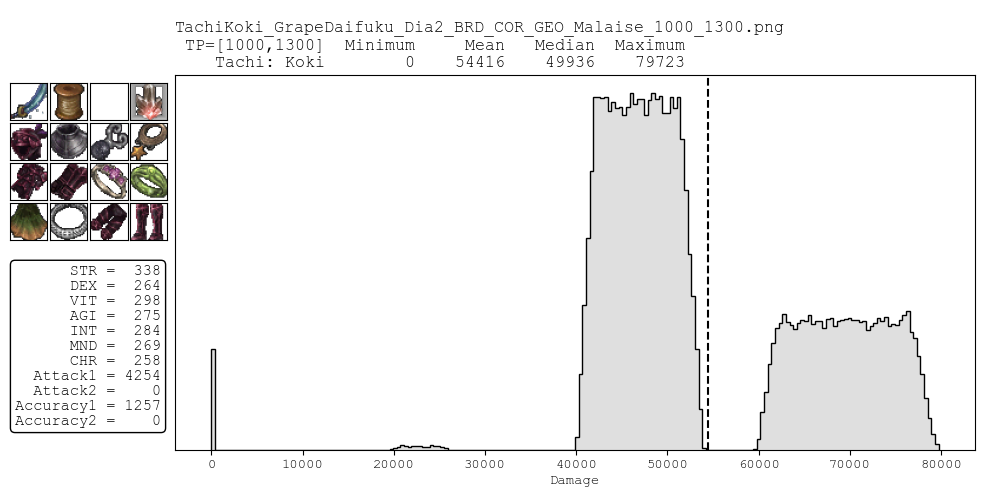 TachiKoki_GrapeDaifuku_Dia2_BRD_COR_GEO_Malaise_1000_1300.png
TP=[1000,1300] Minimum Mean Median Maximum
Tachi: Koki 0 54416 49936 79723
STR = 338
DEX = 264
VIT = 298
AGI = 275
INT = 284
MND = 269
CHR = 258
Attack1 = 4254
Attack2 = 0
Accuracy1 = 1257
Accuracy2 = 0
0 10000 20000 30000 40000 50000 60000 70000 80000
Damage